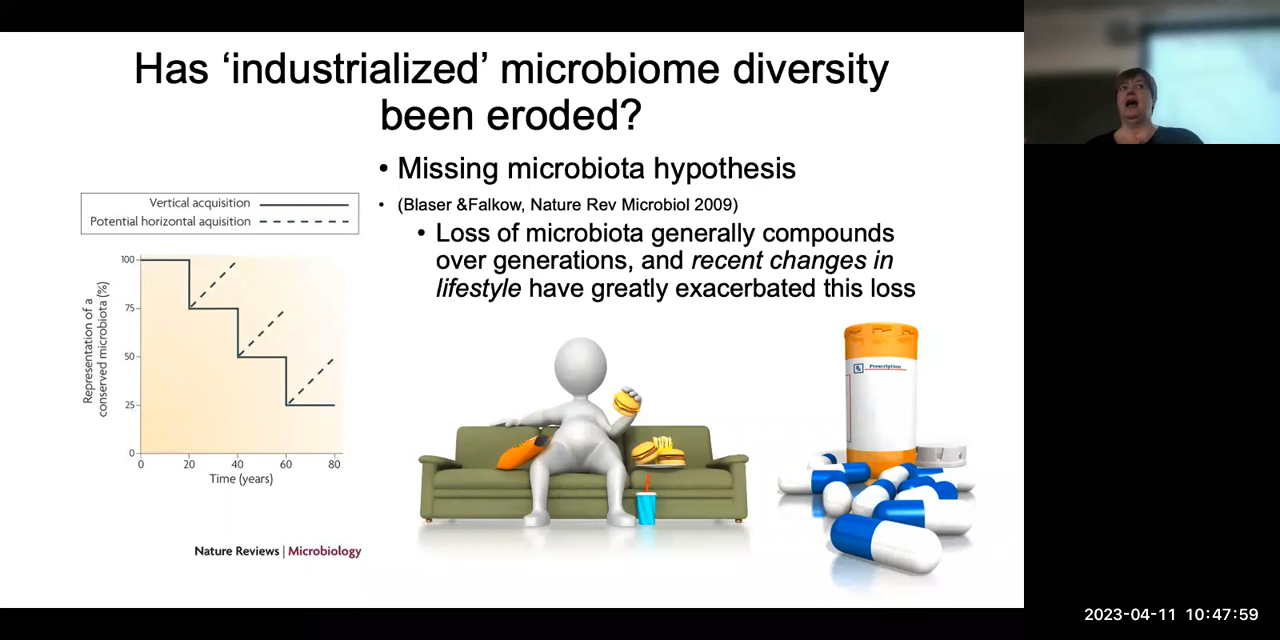 Has ‘industrialized’ microbiome diversity
been eroded?
• Missing microbiota hypothesis
• (Blaser &Falkow, Nature Rev Microbiol 2009)
• Loss of microbiota generally compounds
over generations, and recent changes in
lifestyle have greatly exacerbated this loss
Vertical acquisition
Potential horizontal aquisition
Representation of a
conserved microbiota (%)
100
75
50
25
0
0 20 40 60 80
Time (years)
Nature Reviews | Microbiology
Prescription
2023-04-11 10:47:59